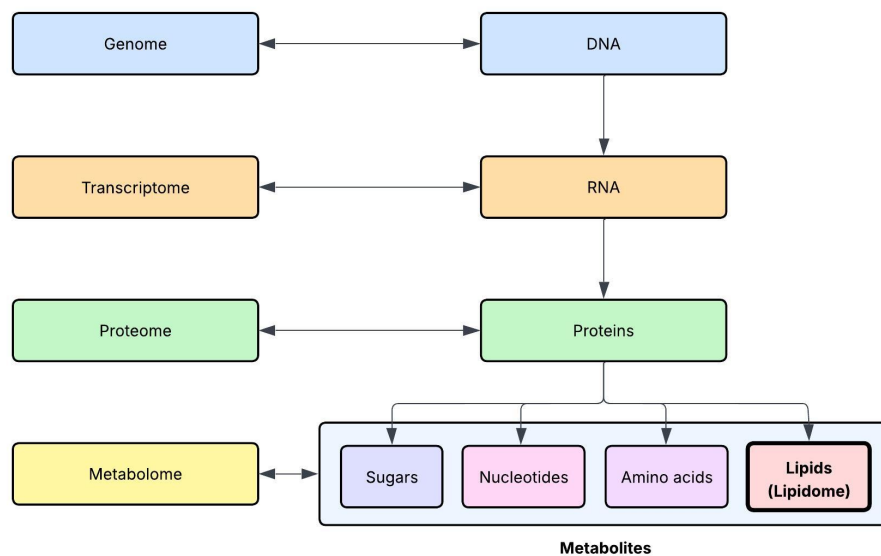 Genome
DNA
Transcriptome
RNA
Proteome
Proteins
Metabolome
Sugars
Nucleotides
Amino acids
Lipids
(Lipidome)
Metabolites